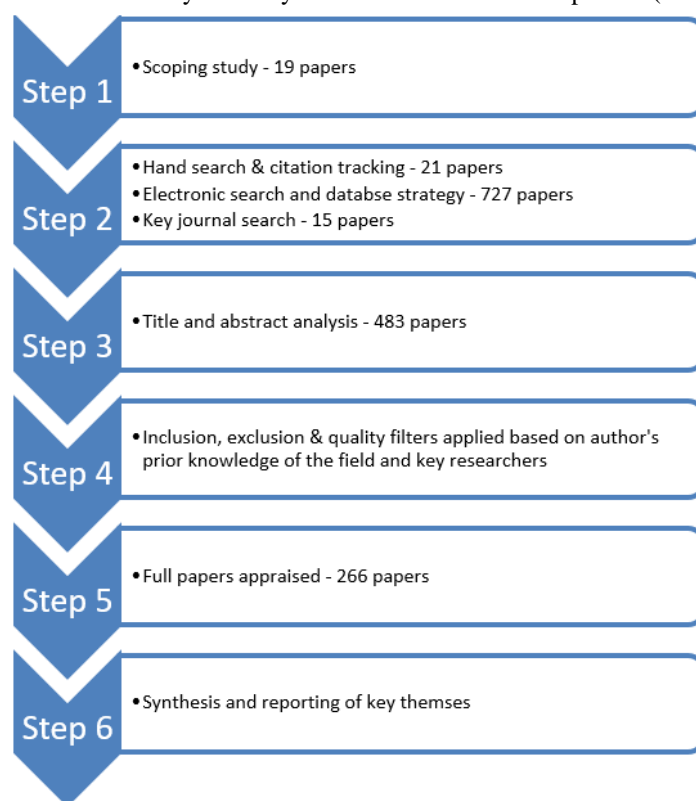 Step 1
•Scoping study - 19 papers
Step 2
•Hand search & citation tracking - 21 papers
•Electronic search and databse strategy - 727 papers
•Key journal search - 15 papers
Step 3
•Title and abstract analysis - 483 papers
Step 4
•Inclusion, exclusion & quality filters applied based on author's
prior knowledge of the field and key researchers
Step 5
•Full papers appraised - 266 papers
Step 6
•Synthesis and reporting of key themses